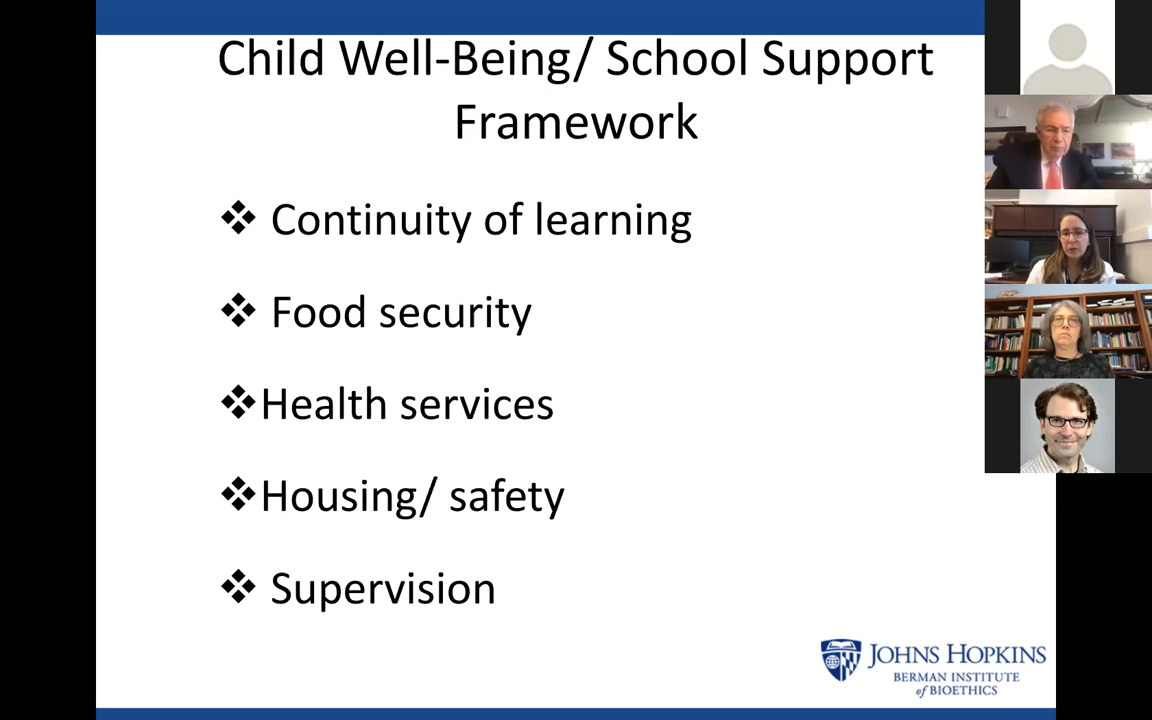 Child Well-Being/ School Support
Framework
❖ Continuity of learning
❖ Food security
❖Health services
❖Housing/ safety
❖ Supervision
JOHNS HOPKINS
BERMAN INSTITUTE
of BIOETHICS